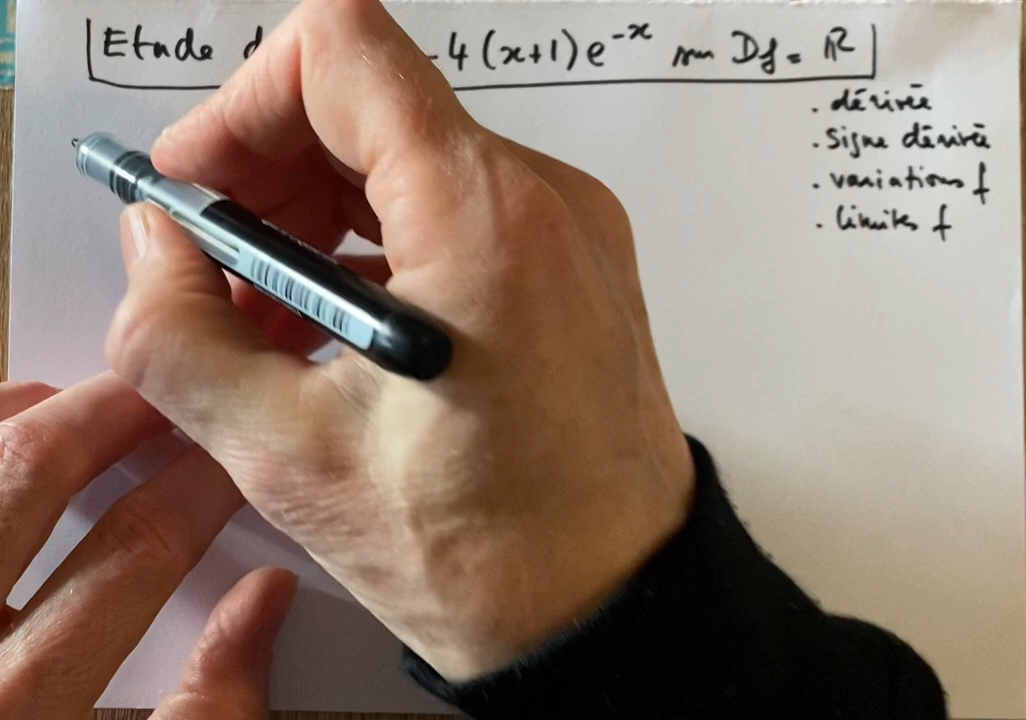 Etude d -4(x+1)e⁻ˣ sur Df = ℝ
. dérivée
. signe dérivée
. variations f
. limites f